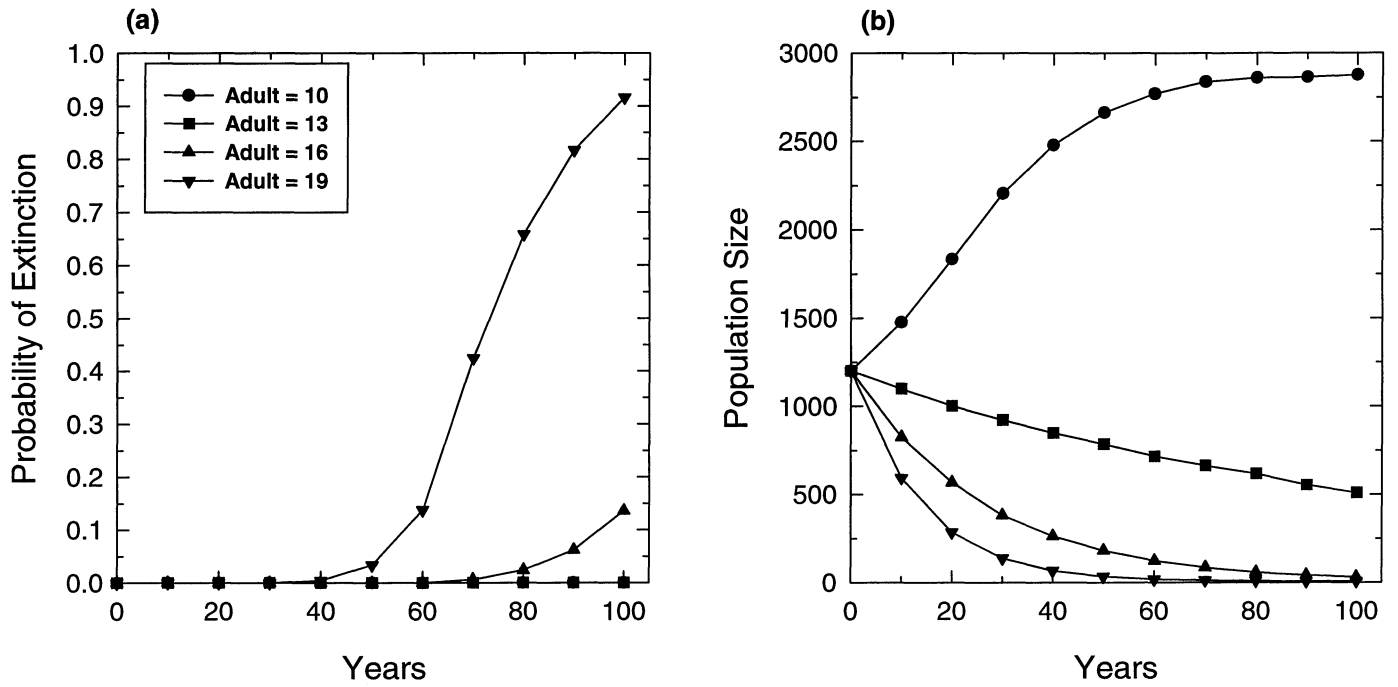 (a)
Probability of Extinction
1.0
0.9
0.8
0.7
0.6
0.5
0.4
0.3
0.2
0.1
0.0
Adult = 10
Adult = 13
Adult = 16
Adult = 19
0 20 40 60 80 100
Years
(b)
Population Size
3000
2500
2000
1500
1000
500
0
0 20 40 60 80 100
Years